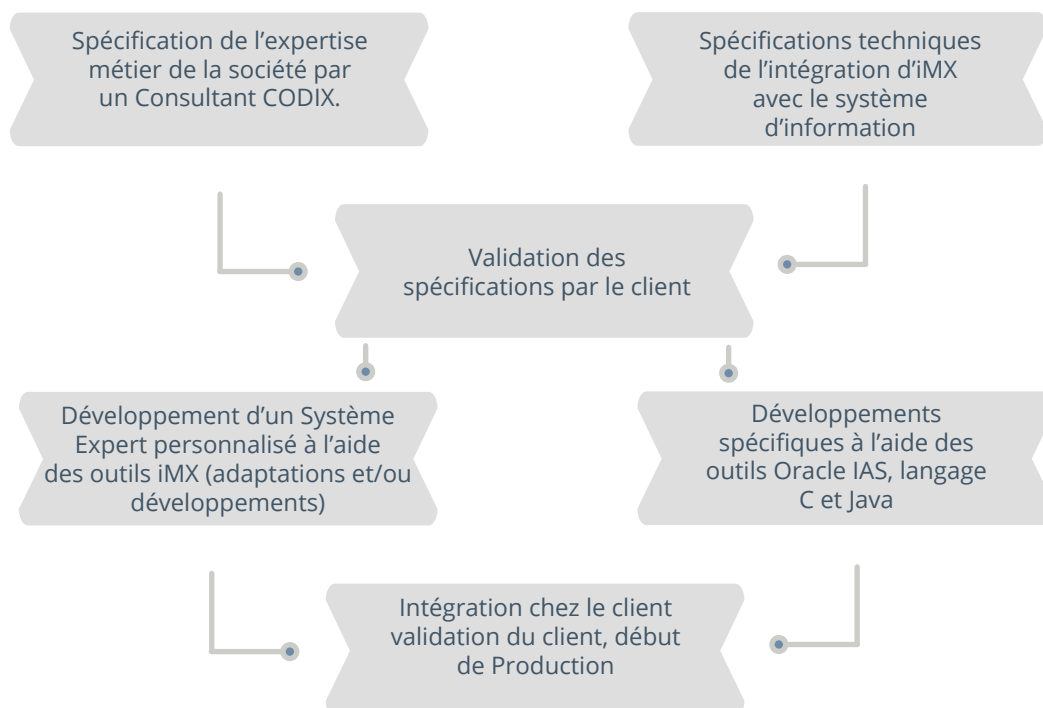 Spécification de l’expertise
métier de la société par
un Consultant CODIX.
Spécifications techniques
de l’intégration d’iMX
avec le système
d’information
Validation des
spécifications par le client
Développement d’un Système
Expert personnalisé à l’aide
des outils iMX (adaptations et/ou
développements)
Développements
spécifiques à l’aide des
outils Oracle IAS, langage
C et Java
Intégration chez le client
validation du client, début
de Production